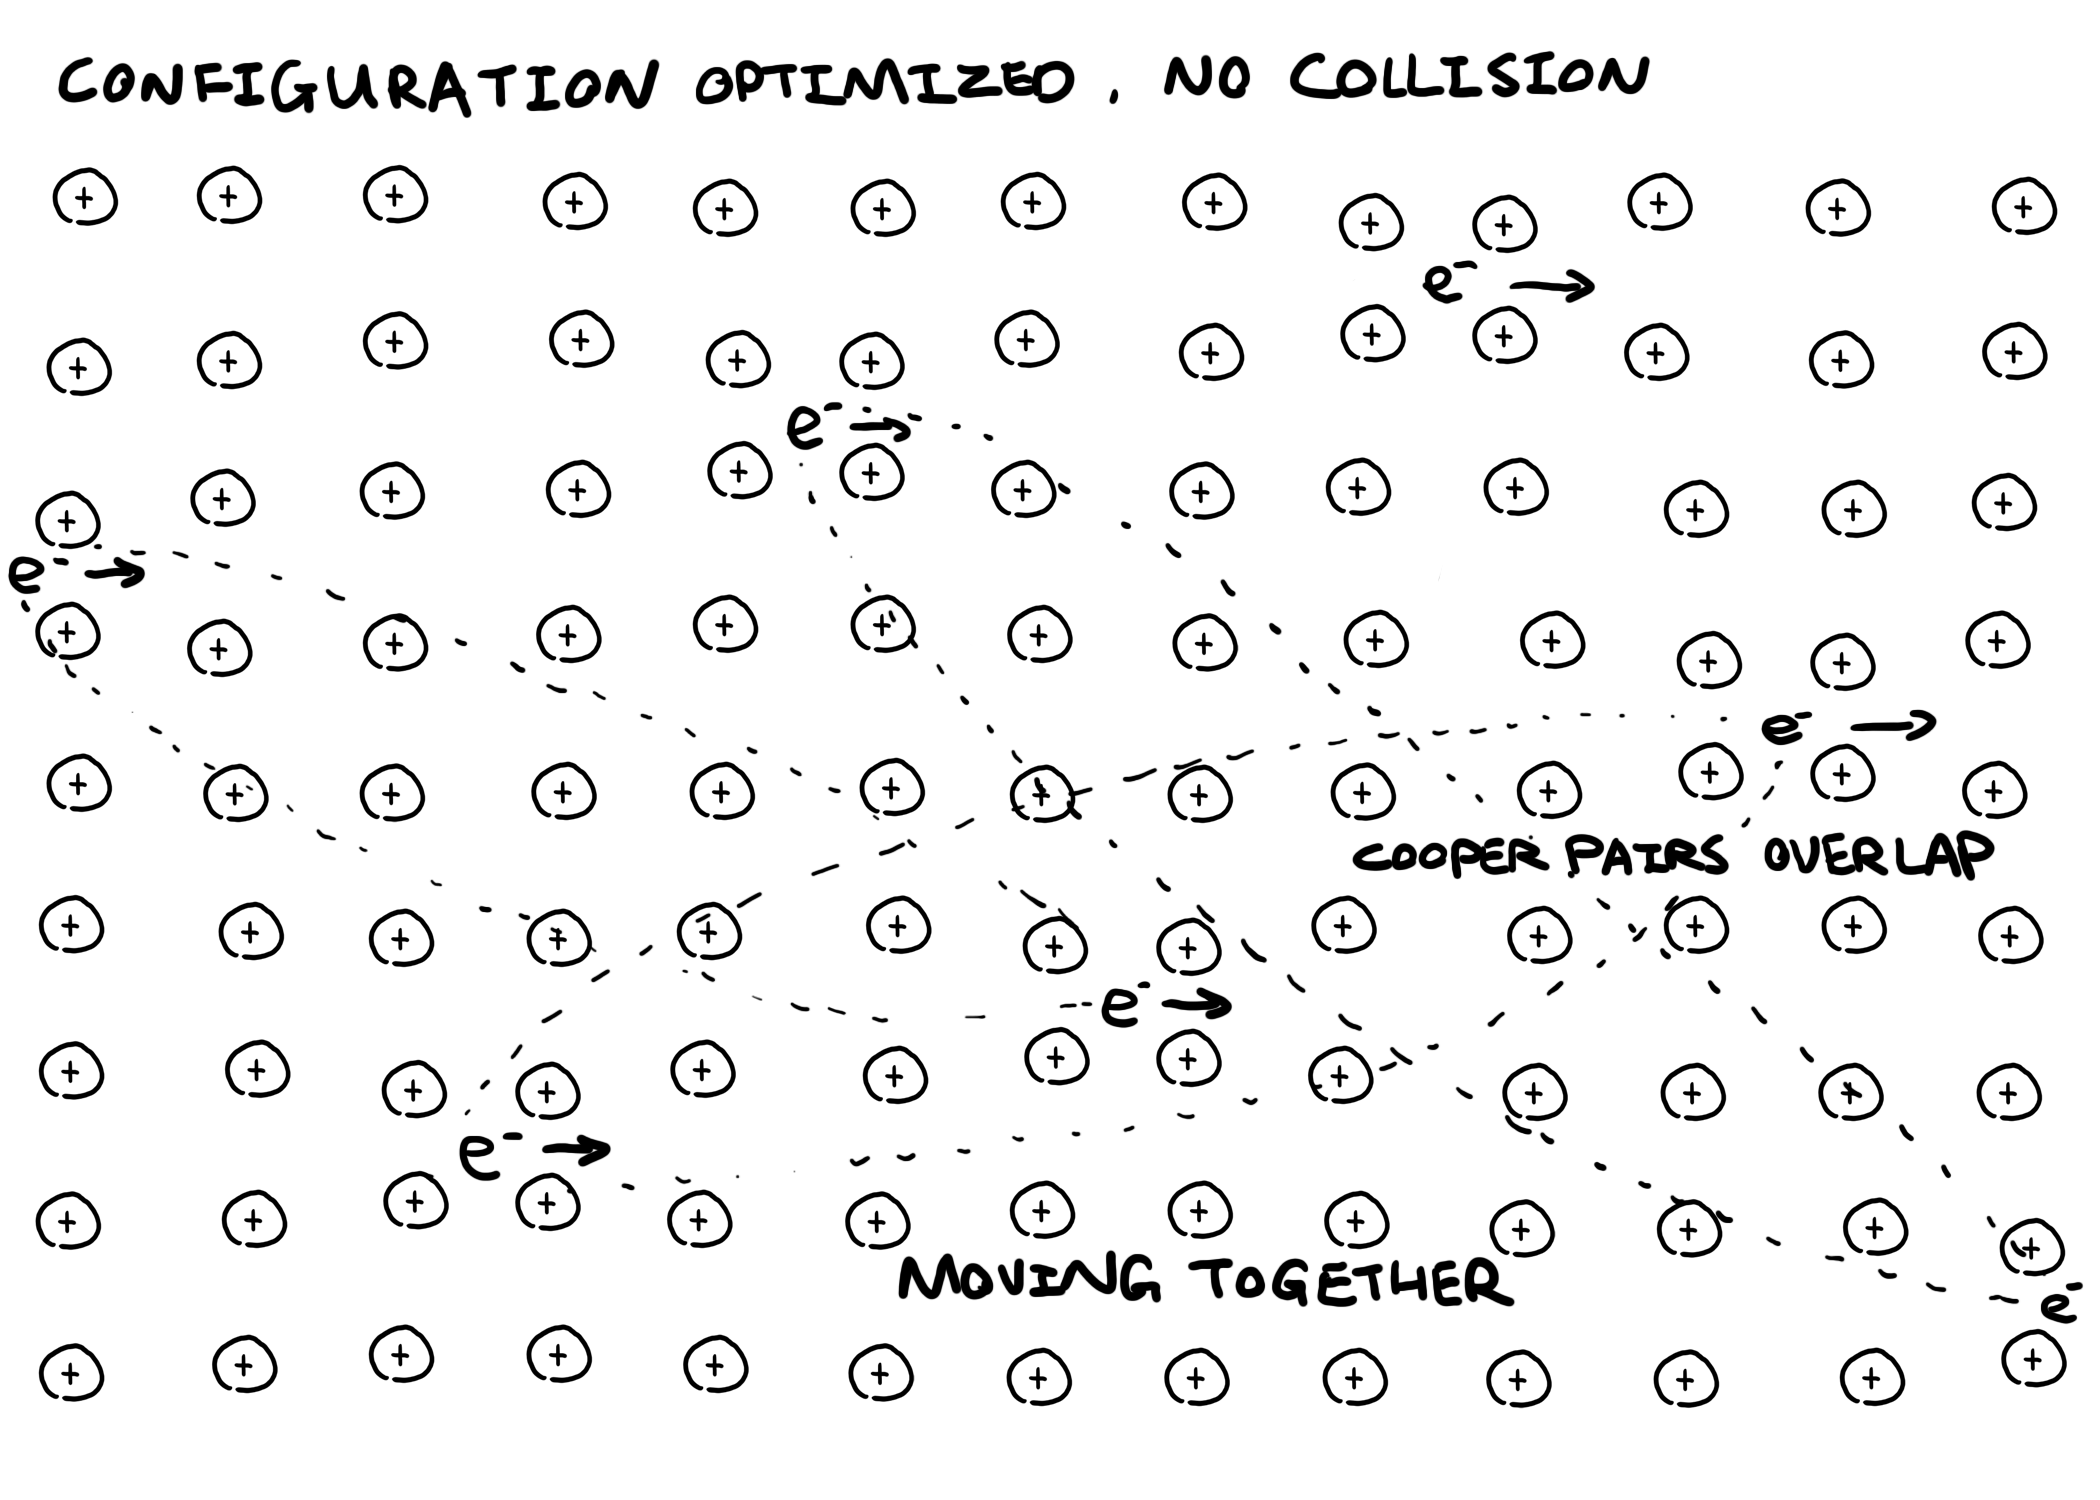 CONFIGURATION OPTIMIZED. NO COLLISION
+ + + + + + + + + + + + +
e⁻ →
+ + + + + + + + + + + + +
e⁻ →
+ + + + + + + + + + + + +
e⁻ →
+ + + + + + + + + + + + +
e⁻ →
+ + + + + + + + + + + + +
COOPER PAIRS OVERLAP
+ + + + + + + + + + + + +
e⁻ →
+ + + + + + + + + + + + +
e⁻ →
+ + + + + + + + + + + + +
MOVING TOGETHER
e⁻
+ + + + + + + + + + + + +